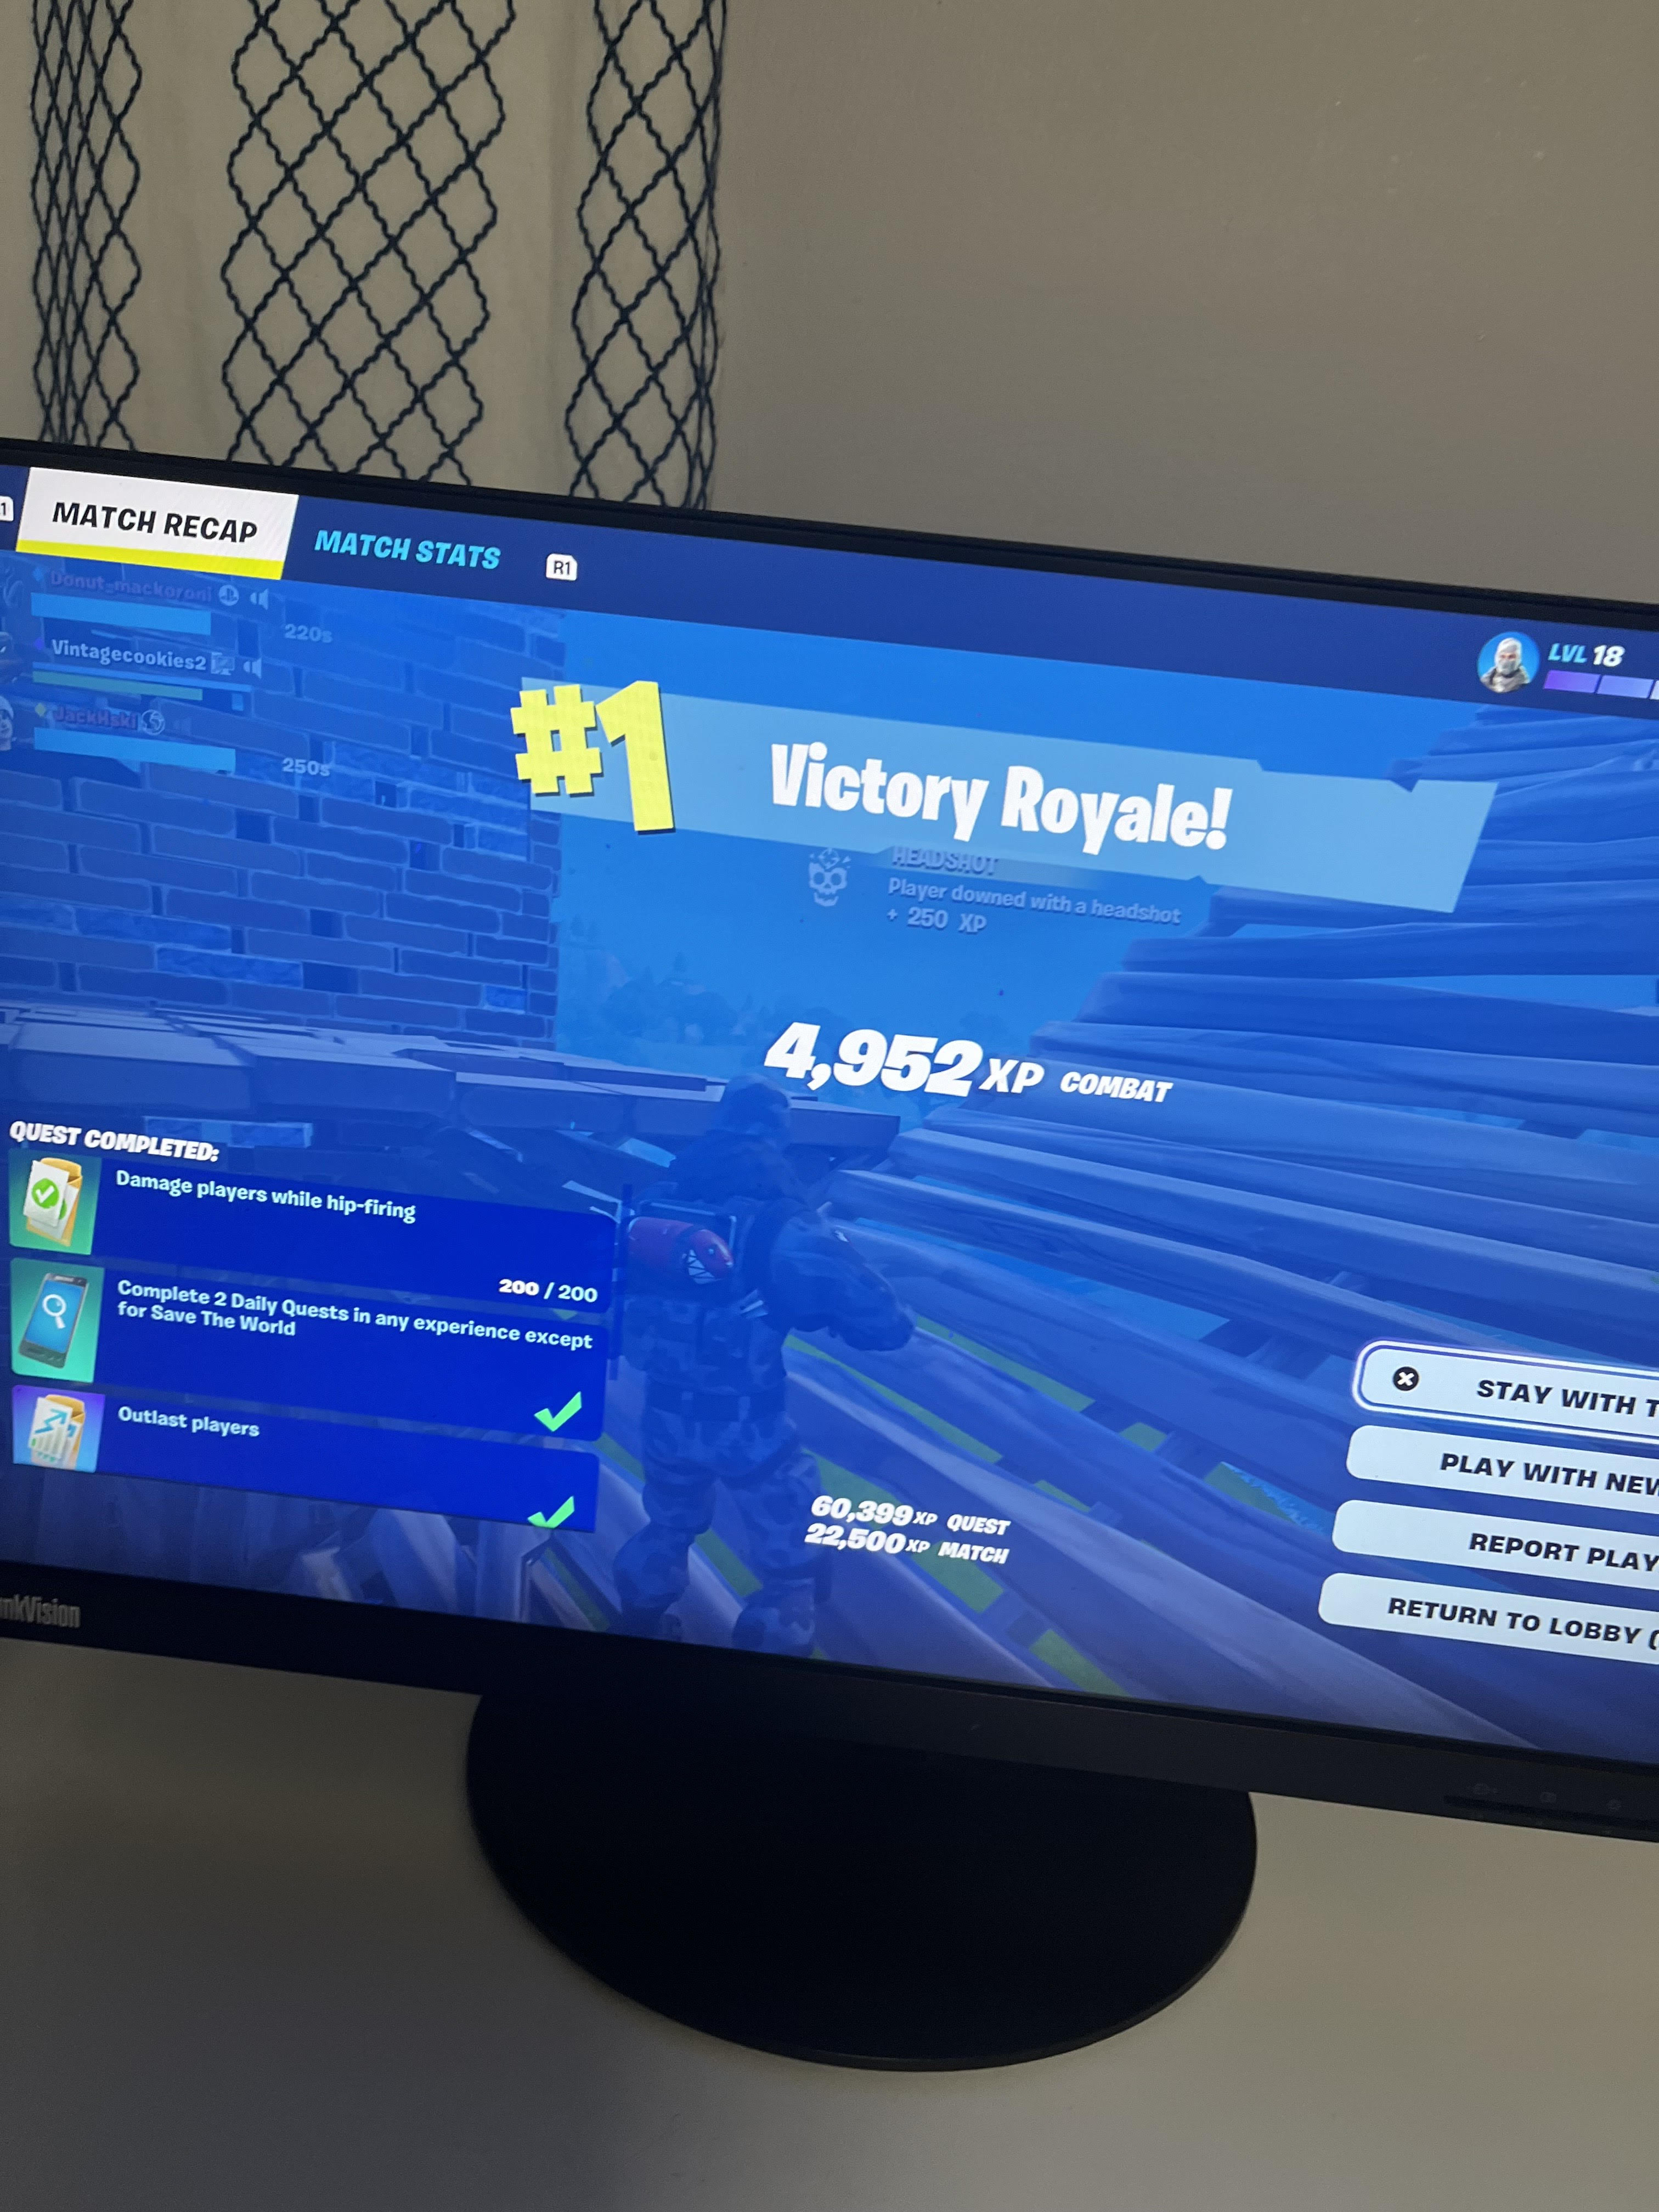 MATCH RECAP
MATCH STATS
R1
Donut_mackoroni
220s
Vintagecookies2
JackHski
250s
LVL 18
#1
Victory Royale!
HEADSHOT
Player downed with a headshot
+ 250 XP
4,952 XP COMBAT
QUEST COMPLETED:
Damage players while hip-firing
200 / 200
Complete 2 Daily Quests in any experience except
for Save The World
Outlast players
60,399 XP QUEST
22,500 XP MATCH
STAY WITH T
PLAY WITH NEW
REPORT PLAY
RETURN TO LOBBY (
nkVision